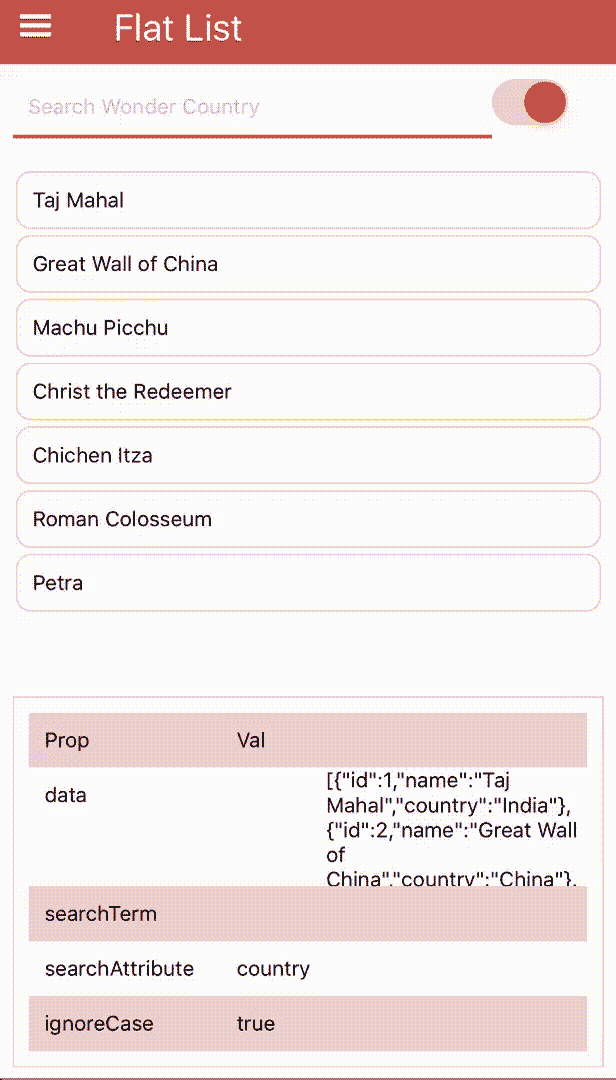 Flat List
Search Wonder Country
Taj Mahal
Great Wall of China
Machu Picchu
Christ the Redeemer
Chichen Itza
Roman Colosseum
Petra
Prop Val
data [{"id":1,"name":"Taj
Mahal","country":"India"},
{"id":2,"name":"Great Wall
of
China","country":"China"},
searchTerm
searchAttribute country
ignoreCase true